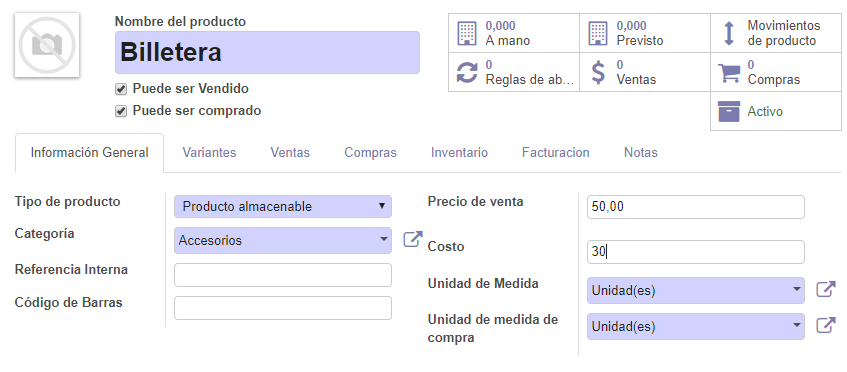 Nombre del producto
Billetera
Puede ser Vendido
Puede ser comprado
0,000
A mano
0,000
Previsto
Movimientos
de producto
0
Reglas de ab...
0
Ventas
0
Compras
Activo
Información General
Variantes
Ventas
Compras
Inventario
Facturacion
Notas
Tipo de producto
Producto almacenable
Categoría
Accesorios
Referencia Interna
Código de Barras
Precio de venta
50,00
Costo
30
Unidad de Medida
Unidad(es)
Unidad de medida de
compra
Unidad(es)